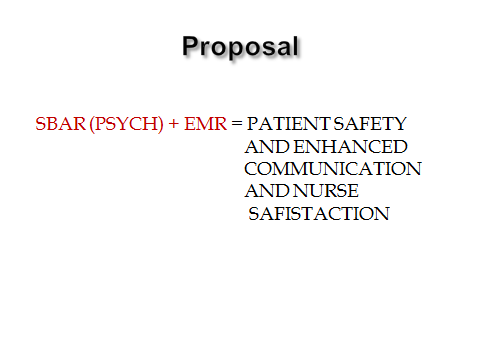 Proposal
SBAR (PSYCH) + EMR = PATIENT SAFETY
AND ENHANCED
COMMUNICATION
AND NURSE
SAFISTACTION